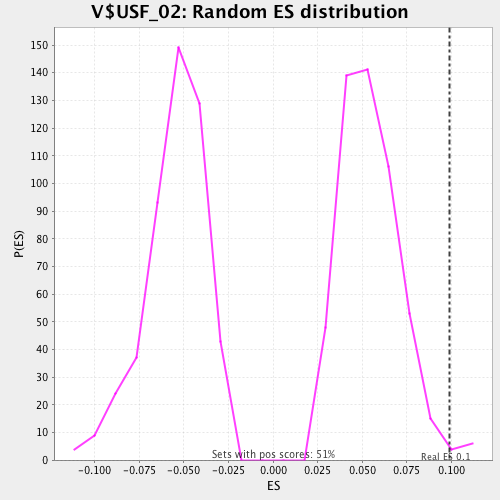 V$USF_02: Random ES distribution
P(ES)
150
140
130
120
110
100
90
80
70
60
50
40
30
20
10
0
Sets with pos scores: 51%
Real ES 0.1
-0.100 -0.075 -0.050 -0.025 0.000 0.025 0.050 0.075 0.100
ES